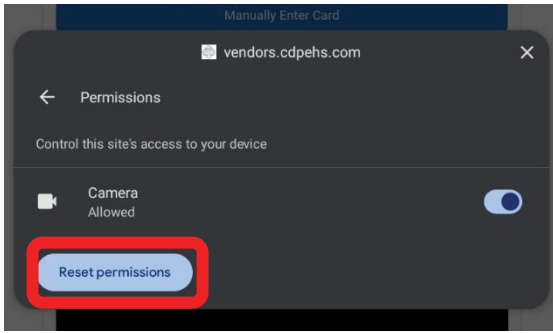 Manually Enter Card
vendors.cdpehs.com
Permissions
Control this site's access to your device
Camera
Allowed
Reset permissions